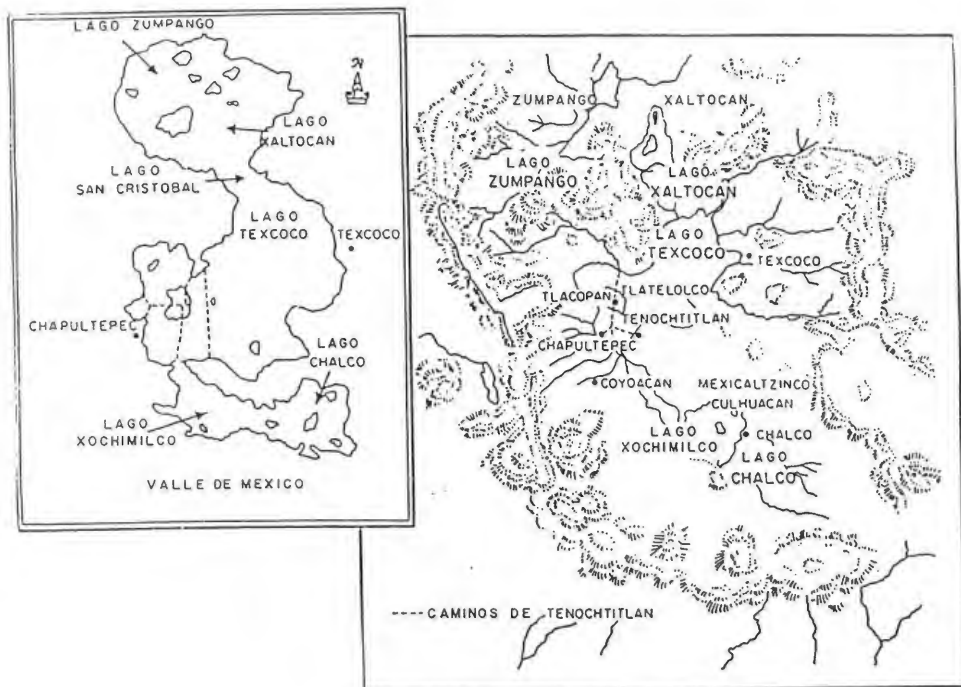 LAGO ZUMPANGO
N
LAGO
XALTOCAN
LAGO
SAN CRISTOBAL
LAGO
TEXCOCO
TEXCOCO
CHAPULTEPEC
LAGO
CHALCO
LAGO
XOCHIMILCO
VALLE DE MEXICO
ZUMPANGO
XALTOCAN
LAGO
ZUMPANGO
LAGO
XALTOCAN
LAGO
TEXCOCO
TEXCOCO
TLACOPAN
TLATELOLCO
TENOCHTITLAN
CHAPULTEPEC
COYOACAN
MEXICALTZINCO
CULHUACAN
LAGO
XOCHIMILCO
CHALCO
LAGO
CHALCO
CAMINOS DE TENOCHTITLAN